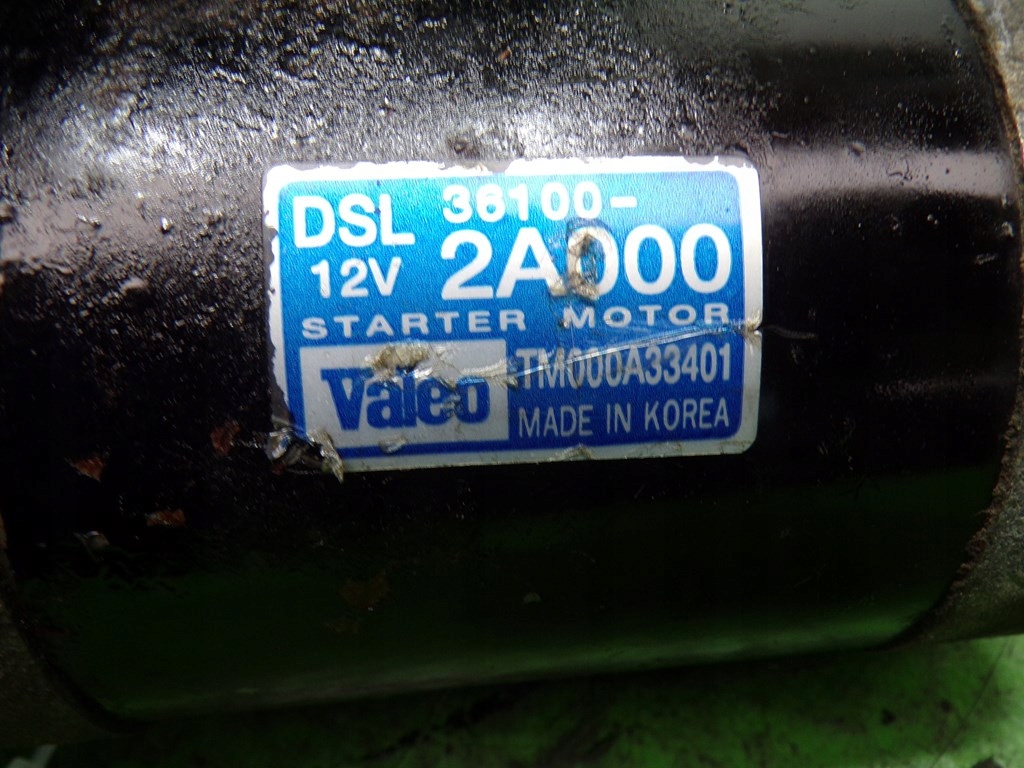 DSL 36100-
12V 2A000
STARTER MOTOR
Valeo TM000A33401
MADE IN KOREA